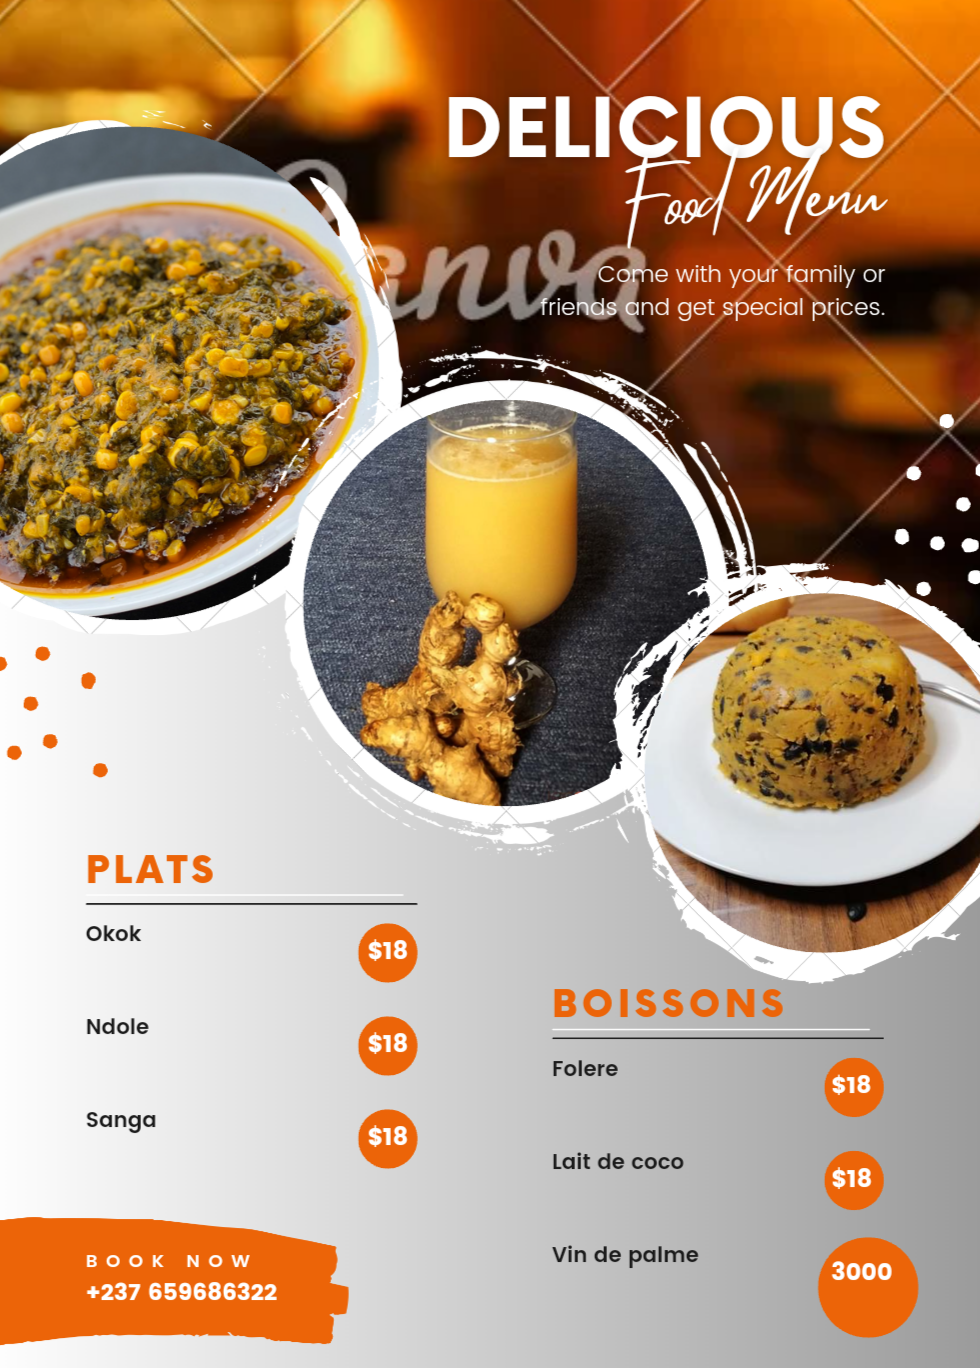 DELICIOUS
Food Menu
Canva
Come with your family or
friends and get special prices.
PLATS
Okok
$18
Ndole
$18
Sanga
$18
BOISSONS
Folere
$18
Lait de coco
$18
Vin de palme
3000
BOOK NOW
+237 659686322